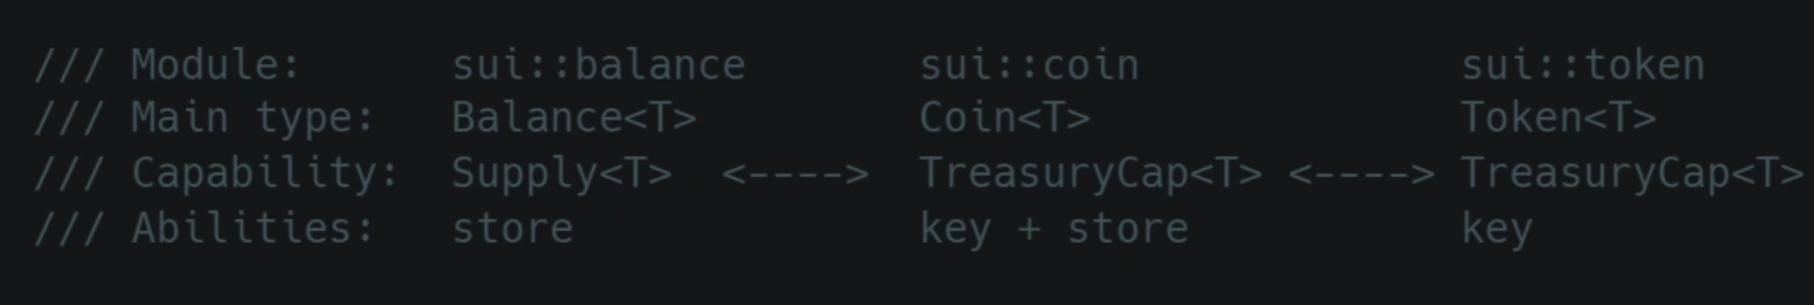 /// Module:      sui::balance       sui::coin             sui::token
/// Main type:   Balance<T>         Coin<T>               Token<T>
/// Capability:  Supply<T>  <---->  TreasuryCap<T> <----> TreasuryCap<T>
/// Abilities:   store              key + store           key